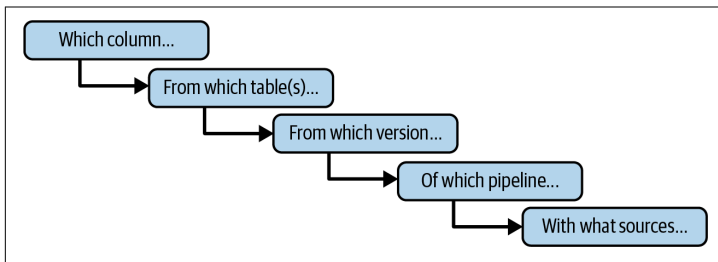 Which column...
From which table(s)...
From which version...
Of which pipeline...
With what sources...